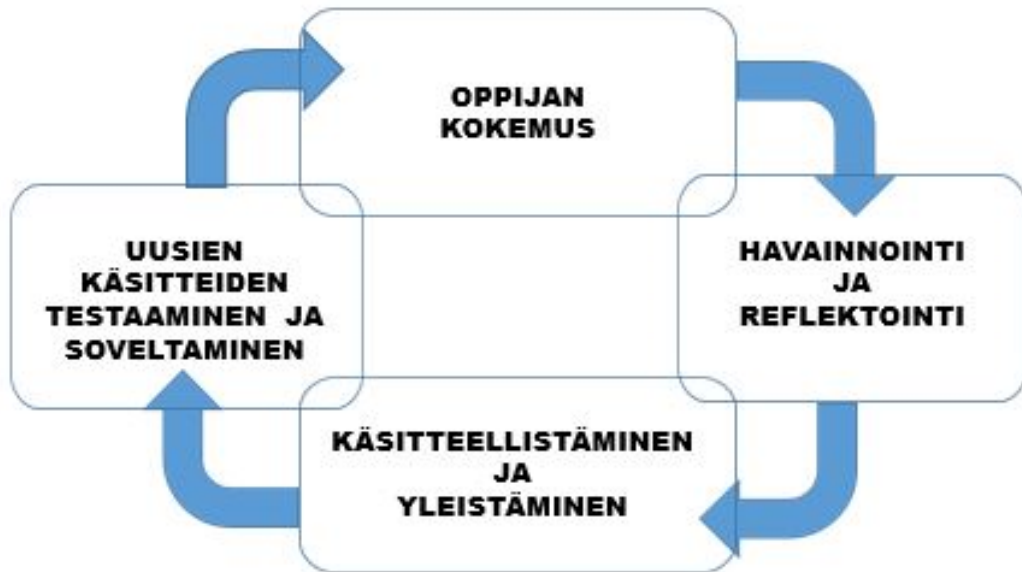 OPPIJAN
KOKEMUS
HAVAINNOINTI
JA
REFLEKTOINTI
KÄSITTEELLISTÄMINEN
JA
YLEISTÄMINEN
UUSIEN
KÄSITTEIDEN
TESTAAMINEN JA
SOVELTAMINEN